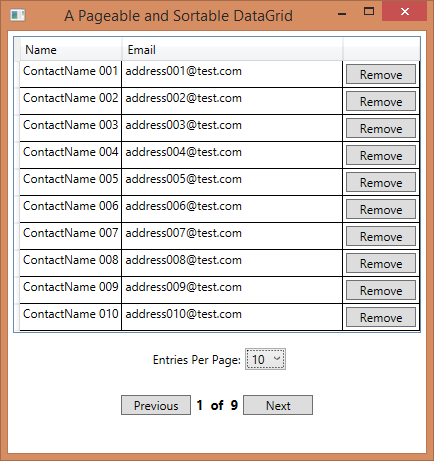 A Pageable and Sortable DataGrid
Name Email
ContactName 001 address001@test.com Remove
ContactName 002 address002@test.com Remove
ContactName 003 address003@test.com Remove
ContactName 004 address004@test.com Remove
ContactName 005 address005@test.com Remove
ContactName 006 address006@test.com Remove
ContactName 007 address007@test.com Remove
ContactName 008 address008@test.com Remove
ContactName 009 address009@test.com Remove
ContactName 010 address010@test.com Remove
Entries Per Page: 10
Previous 1 of 9 Next